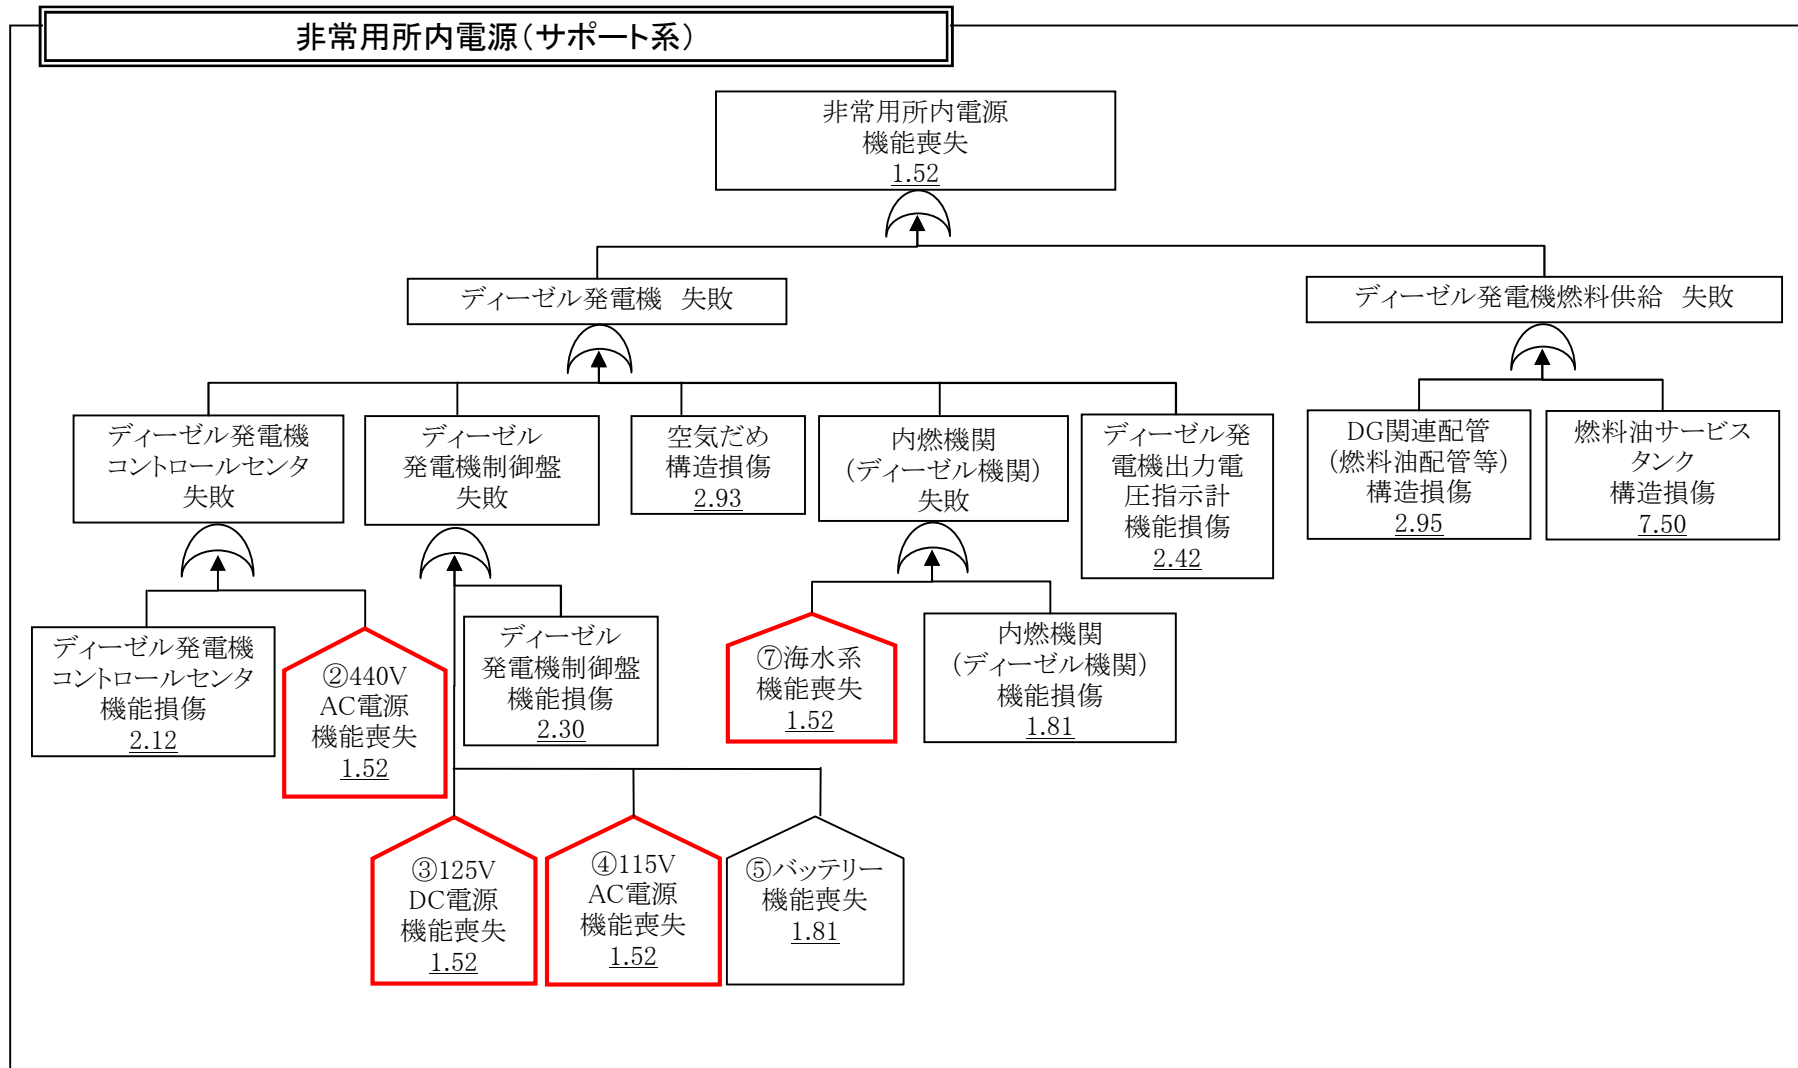 非常用所内電源（サポート系）
非常用所内電源
機能喪失
1.52
ディーゼル発電機　失敗
ディーゼル発電機燃料供給　失敗
ディーゼル発電機
コントロールセンタ
失敗
ディーゼル
発電機制御盤
失敗
空気だめ
構造損傷
2.93
内燃機関
（ディーゼル機関）
失敗
ディーゼル発
電機出力電
圧指示計
機能損傷
2.42
DG関連配管
（燃料油配管等）
構造損傷
2.95
燃料油サービス
タンク
構造損傷
7.50
ディーゼル発電機
コントロールセンタ
機能損傷
2.12
②440V
AC電源
機能喪失
1.52
ディーゼル
発電機制御盤
機能損傷
2.30
⑦海水系
機能喪失
1.52
内燃機関
（ディーゼル機関）
機能損傷
1.81
③125V
DC電源
機能喪失
1.52
④115V
AC電源
機能喪失
1.52
⑤バッテリー
機能喪失
1.81